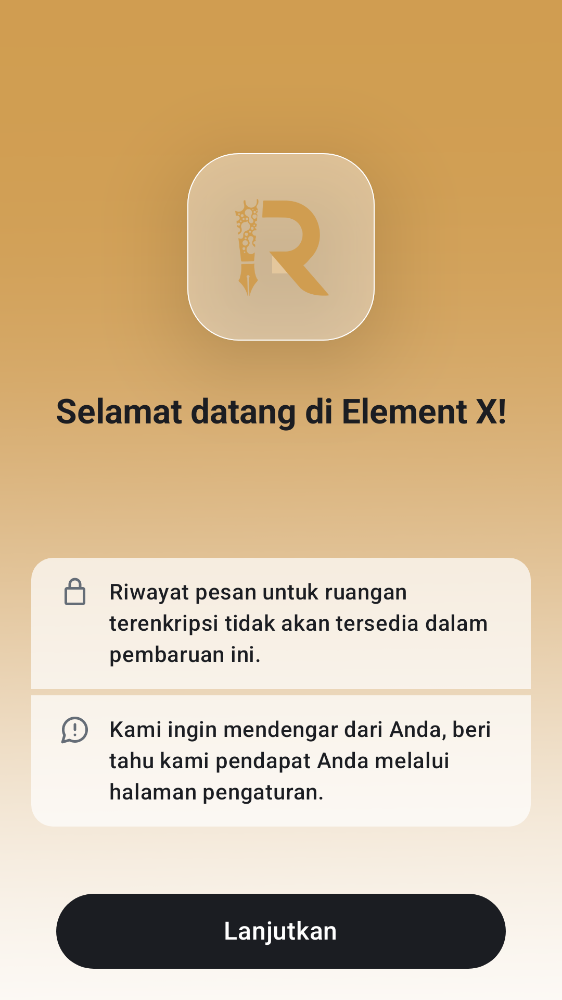 R
Selamat datang di Element X!
Riwayat pesan untuk ruangan
terenkripsi tidak akan tersedia dalam
pembaruan ini.
Kami ingin mendengar dari Anda, beri
tahu kami pendapat Anda melalui
halaman pengaturan.
Lanjutkan